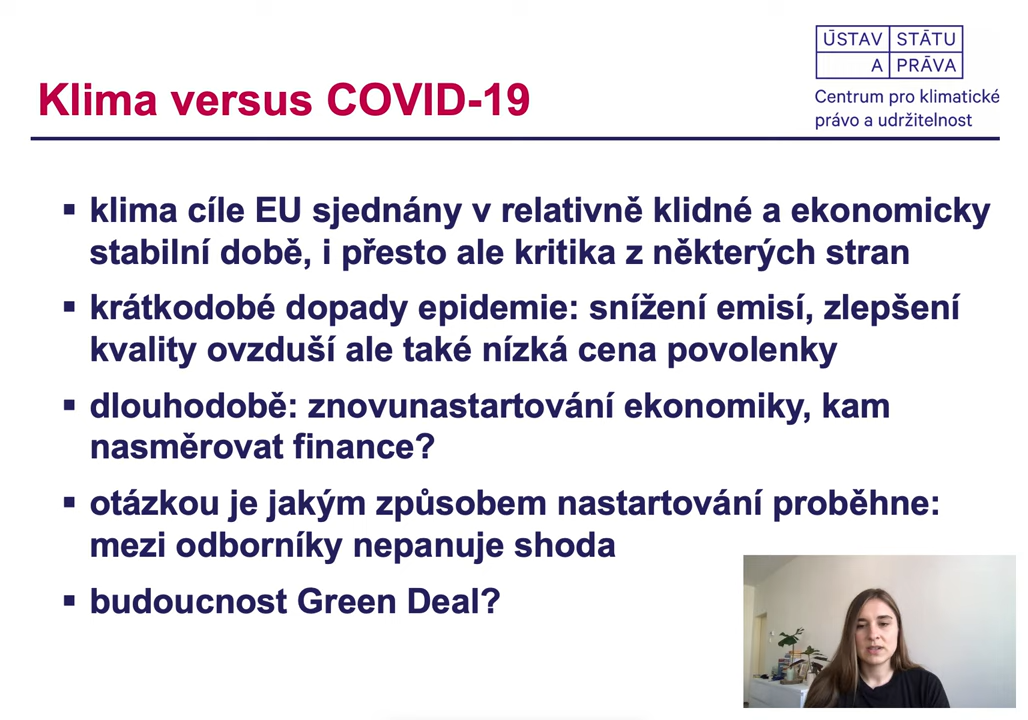 ÚSTAV STÁTU
A PRÁVA
Centrum pro klimatické
právo a udržitelnost
Klima versus COVID-19
▪ klima cíle EU sjednány v relativně klidné a ekonomicky
stabilní době, i přesto ale kritika z některých stran
▪ krátkodobé dopady epidemie: snížení emisí, zlepšení
kvality ovzduší ale také nízká cena povolenky
▪ dlouhodobě: znovunastartování ekonomiky, kam
nasměrovat finance?
▪ otázkou je jakým způsobem nastartování proběhne:
mezi odborníky nepanuje shoda
▪ budoucnost Green Deal?